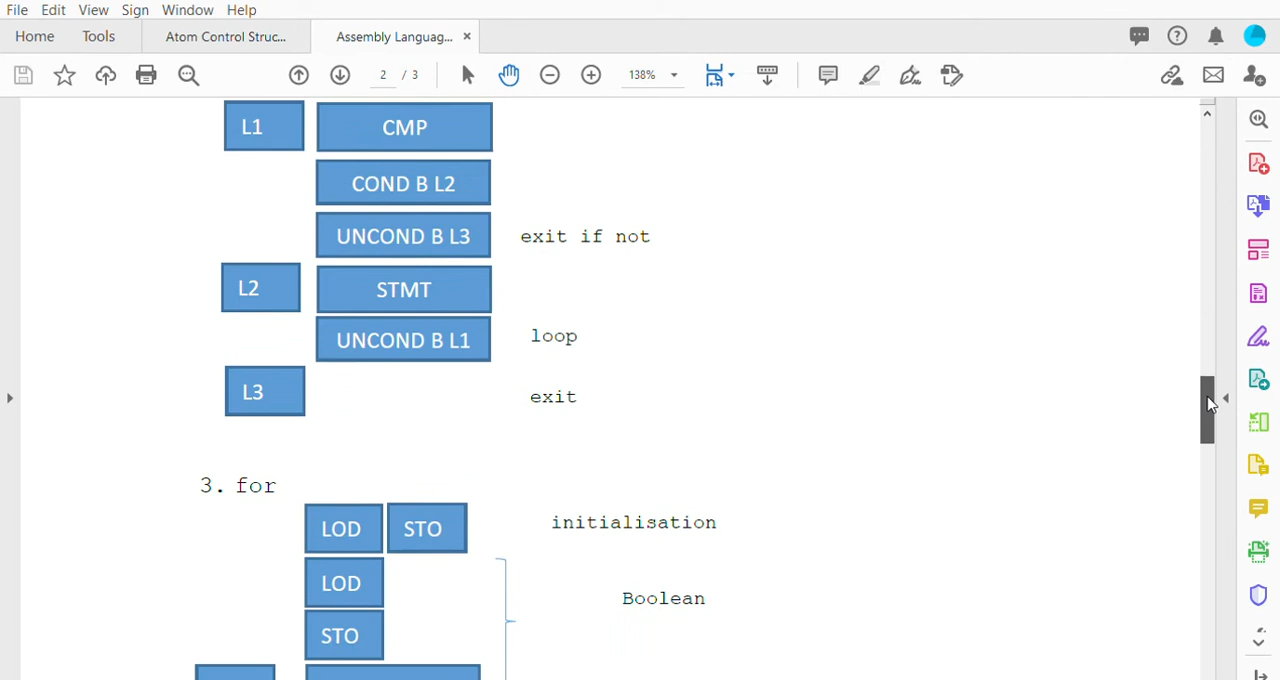 File Edit View Sign Window Help
Home Tools Atom Control Struc... Assembly Languag... ×
2 / 3 138%
L1 CMP
COND B L2
UNCOND B L3 exit if not
L2 STMT
UNCOND B L1 loop
L3 exit
3. for
LOD STO initialisation
LOD
Boolean
STO